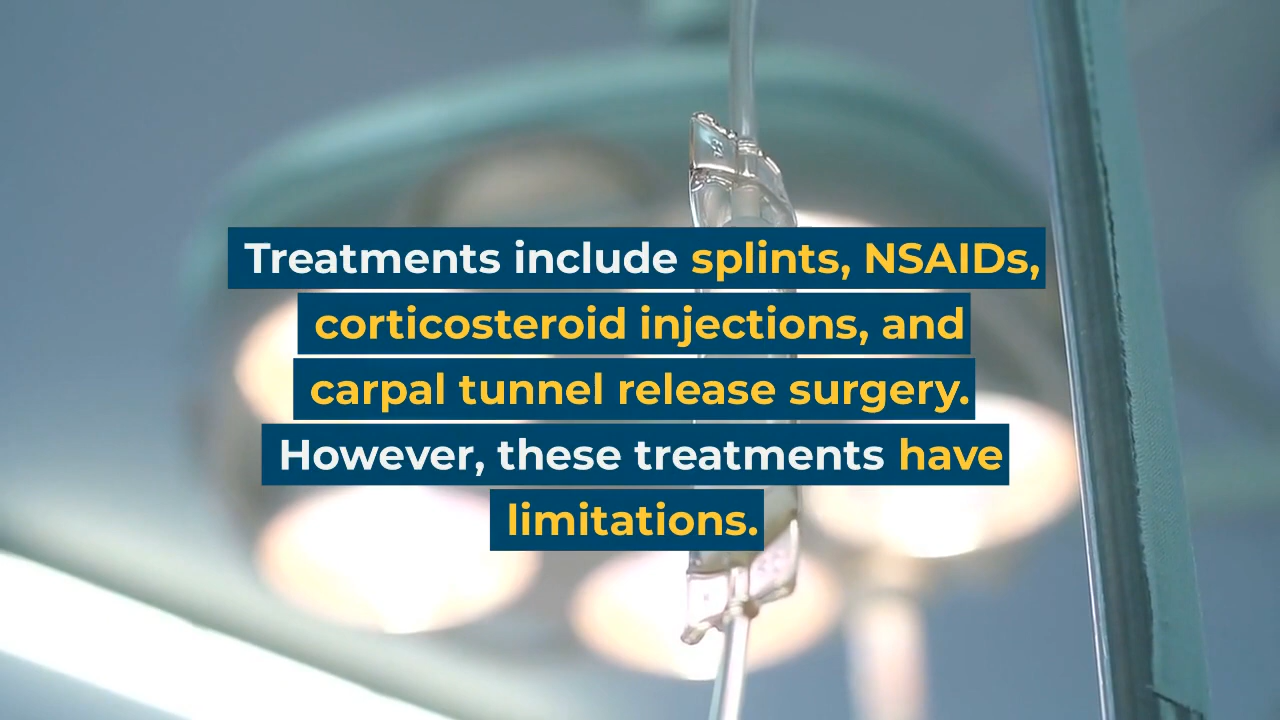 Treatments include splints, NSAIDs,
corticosteroid injections, and
carpal tunnel release surgery.
However, these treatments have
limitations.